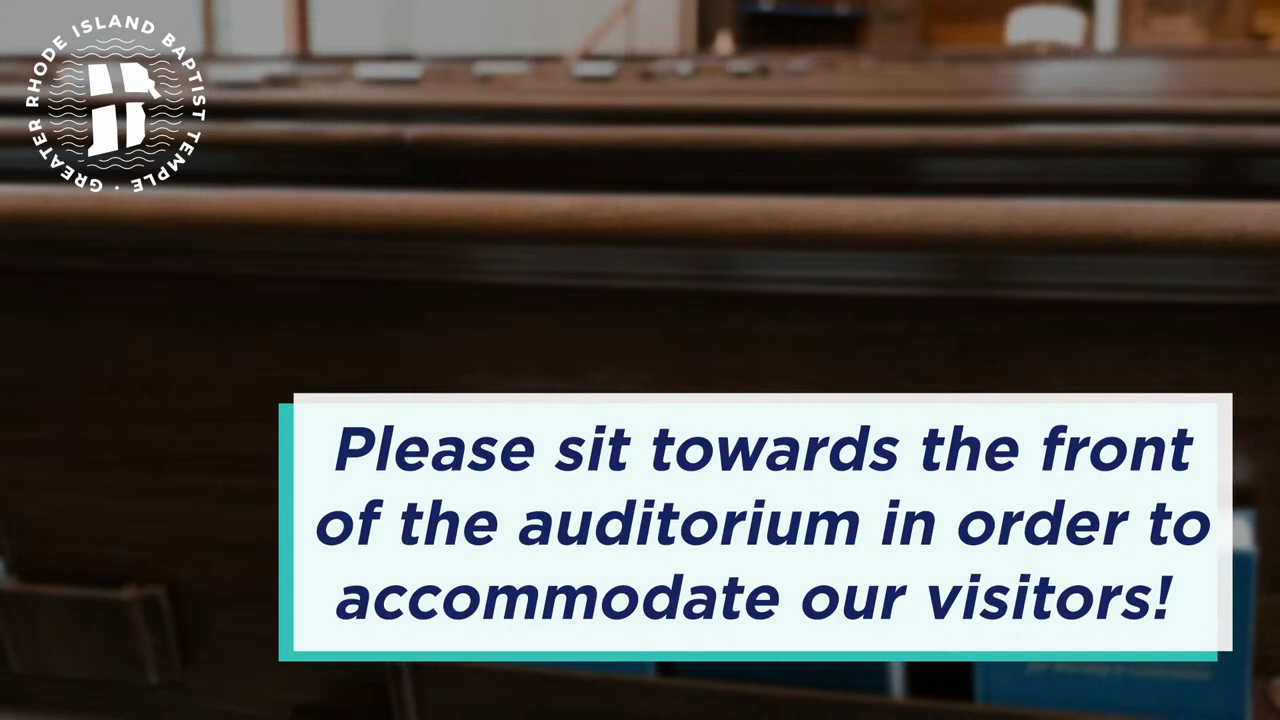 GREATER RHODE ISLAND BAPTIST TEMPLE ·
Please sit towards the front
of the auditorium in order to
accommodate our visitors!